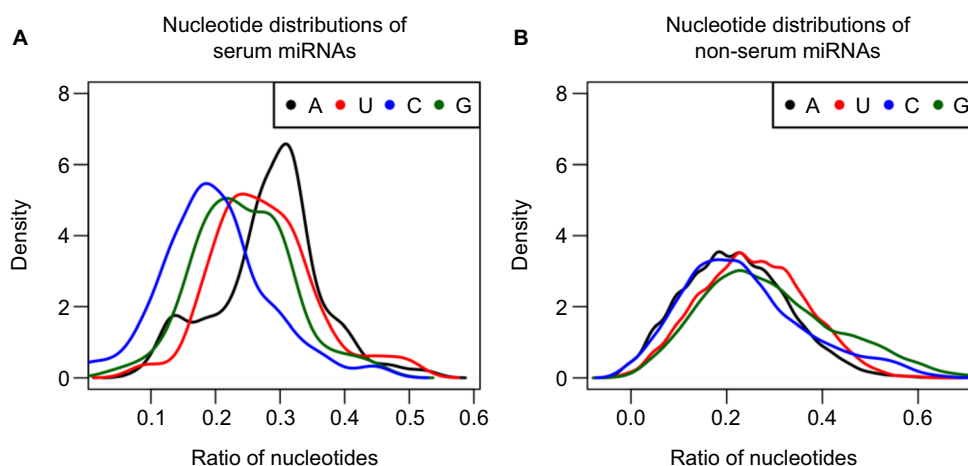 A
Nucleotide distributions of
serum miRNAs
A U C G
Density
8
6
4
2
0
0.1 0.2 0.3 0.4 0.5 0.6
Ratio of nucleotides
B
Nucleotide distributions of
non-serum miRNAs
A U C G
Density
8
6
4
2
0
0.0 0.2 0.4 0.6
Ratio of nucleotides